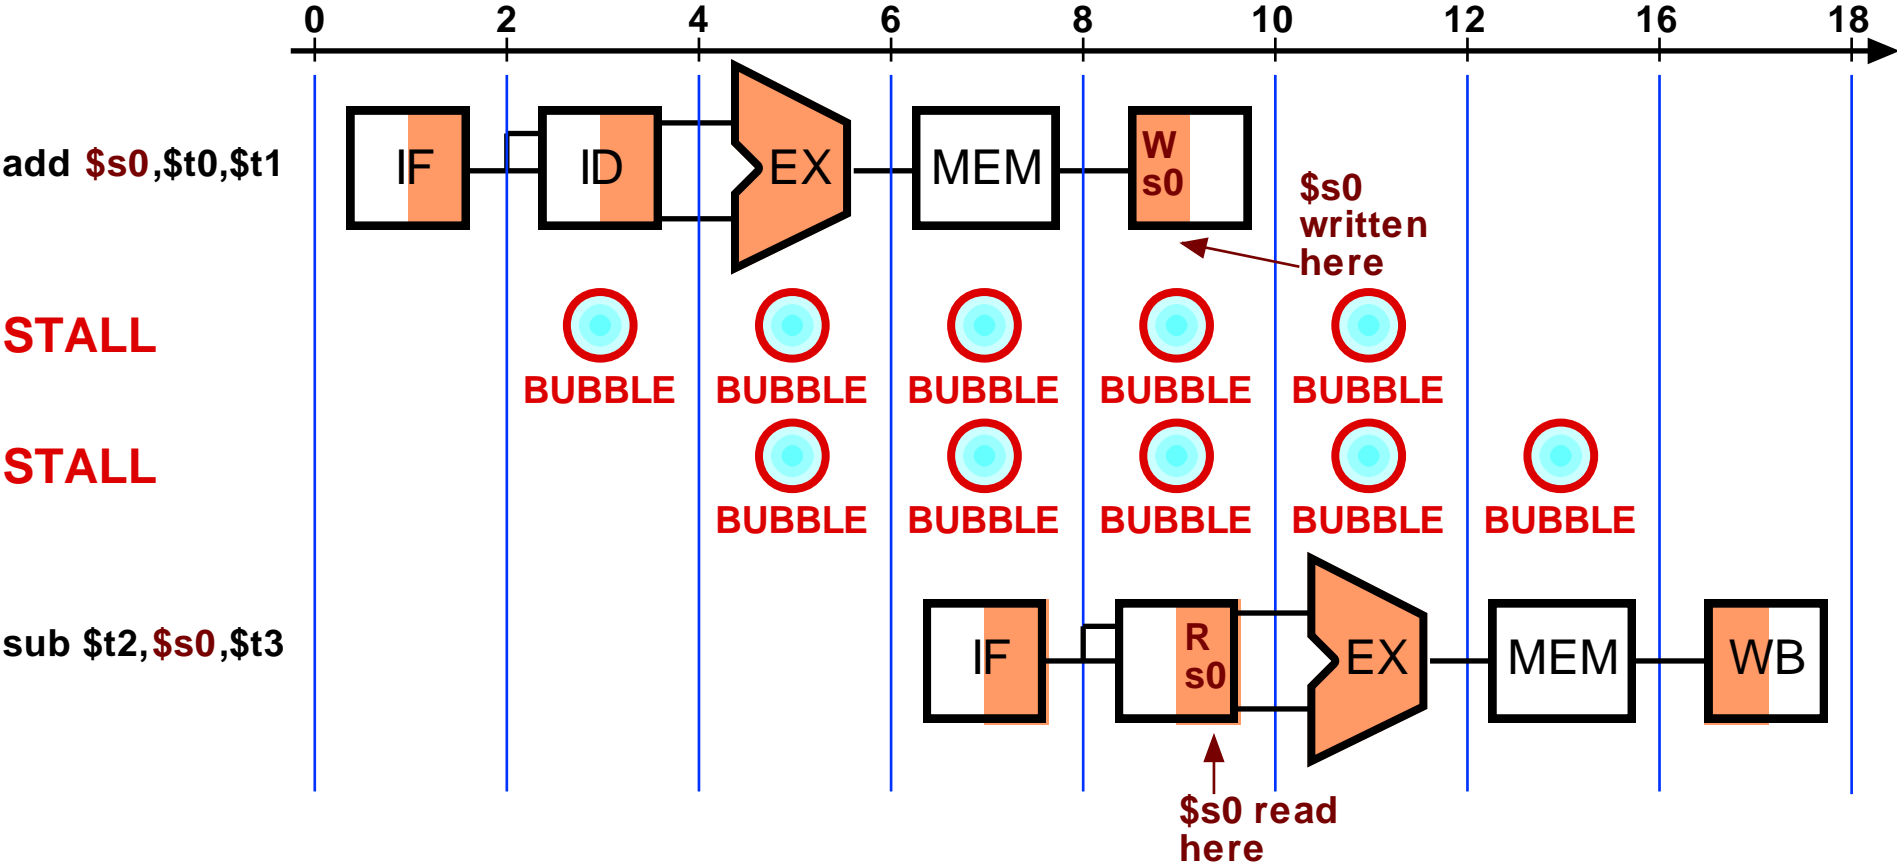 0 2 4 6 8 10 12 16 18
add $s0,$t0,$t1
IF ID EX MEM
W
s0
$s0
written
here
STALL
BUBBLE BUBBLE BUBBLE BUBBLE BUBBLE
STALL
BUBBLE BUBBLE BUBBLE BUBBLE BUBBLE
sub $t2,$s0,$t3
IF
R
s0
EX MEM WB
$s0 read
here